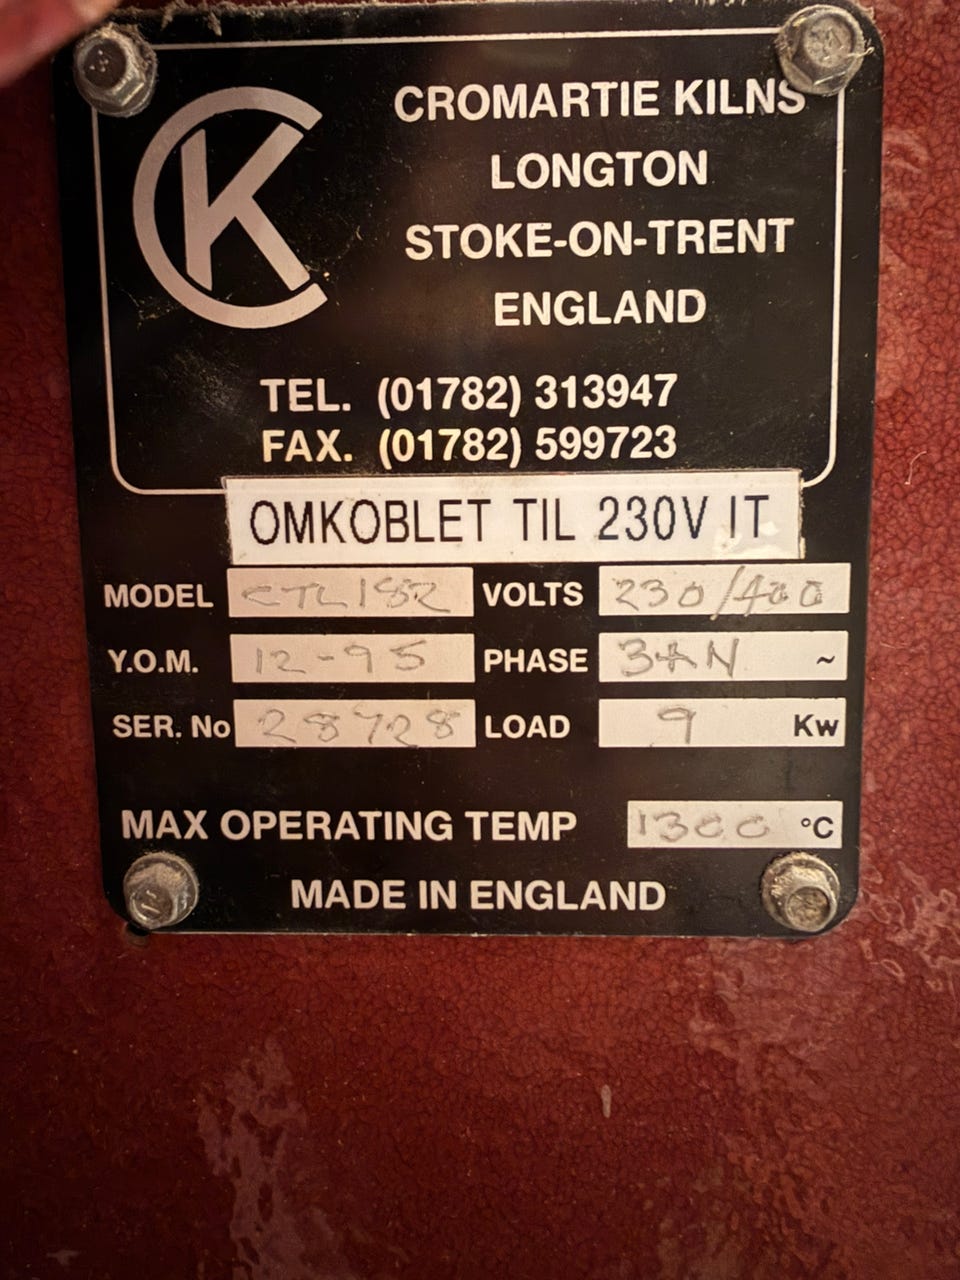 CK
CROMARTIE KILNS
LONGTON
STOKE-ON-TRENT
ENGLAND
TEL. (01782) 313947
FAX. (01782) 599723
OMKOBLET TIL 230V IT
MODEL CTL182 VOLTS 230/400
Y.O.M. 12-95 PHASE 3+N ~
SER. No 28728 LOAD 9 Kw
MAX OPERATING TEMP 1300 °C
MADE IN ENGLAND